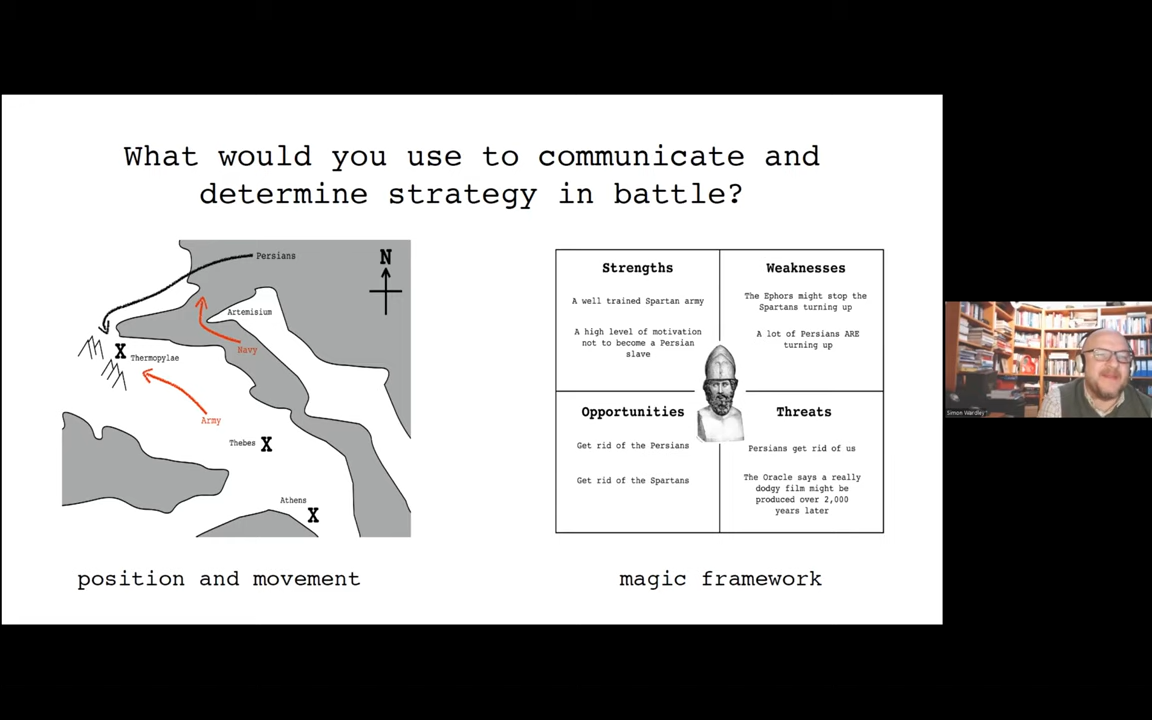 What would you use to communicate and
determine strategy in battle?
Persians
N
Artemisium
Navy
X
Thermopylae
Army
Thebes X
Athens
X
position and movement
Strengths
A well trained Spartan army
A high level of motivation
not to become a Persian
slave
Weaknesses
The Ephors might stop the
Spartans turning up
A lot of Persians ARE
turning up
Opportunities
Get rid of the Persians
Get rid of the Spartans
Threats
Persians get rid of us
The Oracle says a really
dodgy film might be
produced over 2,000
years later
magic framework
Simon Wardley